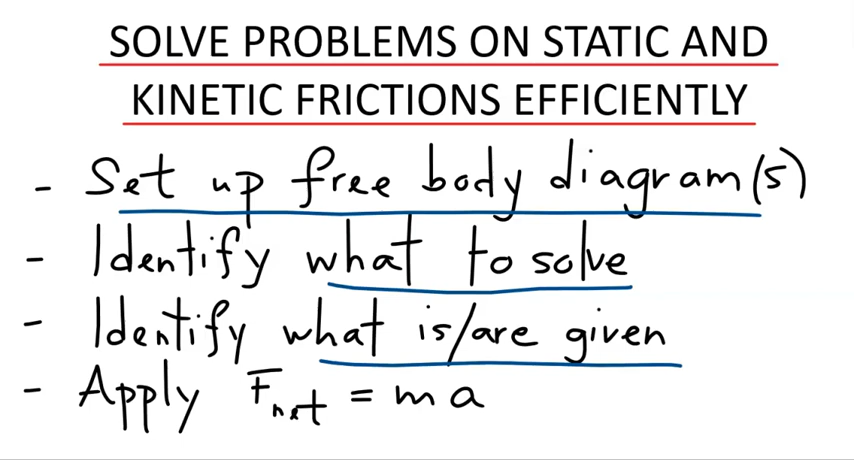 SOLVE PROBLEMS ON STATIC AND
KINETIC FRICTIONS EFFICIENTLY
- Set up free body diagram(s)
- Identify what to solve
- Identify what is/are given
- Apply Fnet = ma